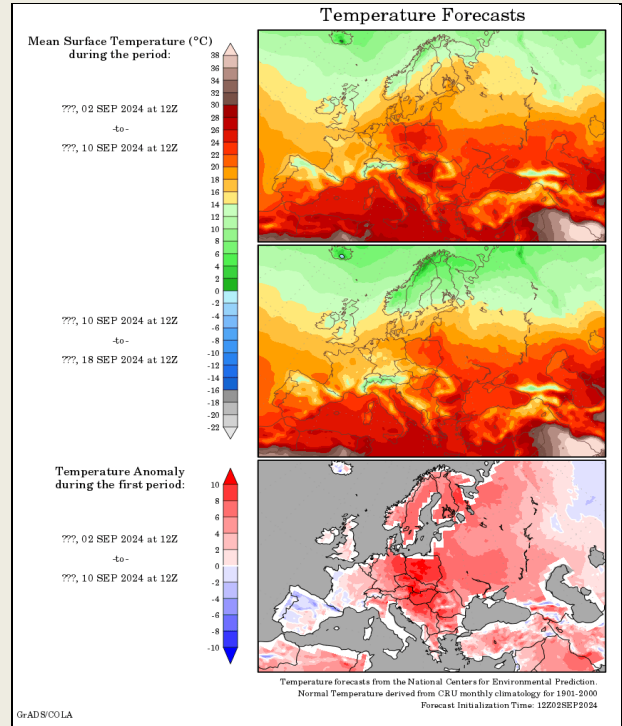 Temperature Forecasts
Mean Surface Temperature (°C)
during the period:
???, 02 SEP 2024 at 12Z
-to-
???, 10 SEP 2024 at 12Z
38
36
34
32
30
28
26
24
22
20
18
16
14
12
10
8
6
4
2
0
-2
-4
-6
-8
-10
-12
-14
-16
-18
-20
-22
???, 10 SEP 2024 at 12Z
-to-
???, 18 SEP 2024 at 12Z
Temperature Anomaly
during the first period:
???, 02 SEP 2024 at 12Z
-to-
???, 10 SEP 2024 at 12Z
10
8
6
4
2
0
-2
-4
-6
-8
-10
Temperature forecasts from the National Centers for Environmental Prediction.
Normal Temperature derived from CRU monthly climatology for 1901-2000
Forecast Initialization Time: 12Z02SEP2024
GrADS/COLA